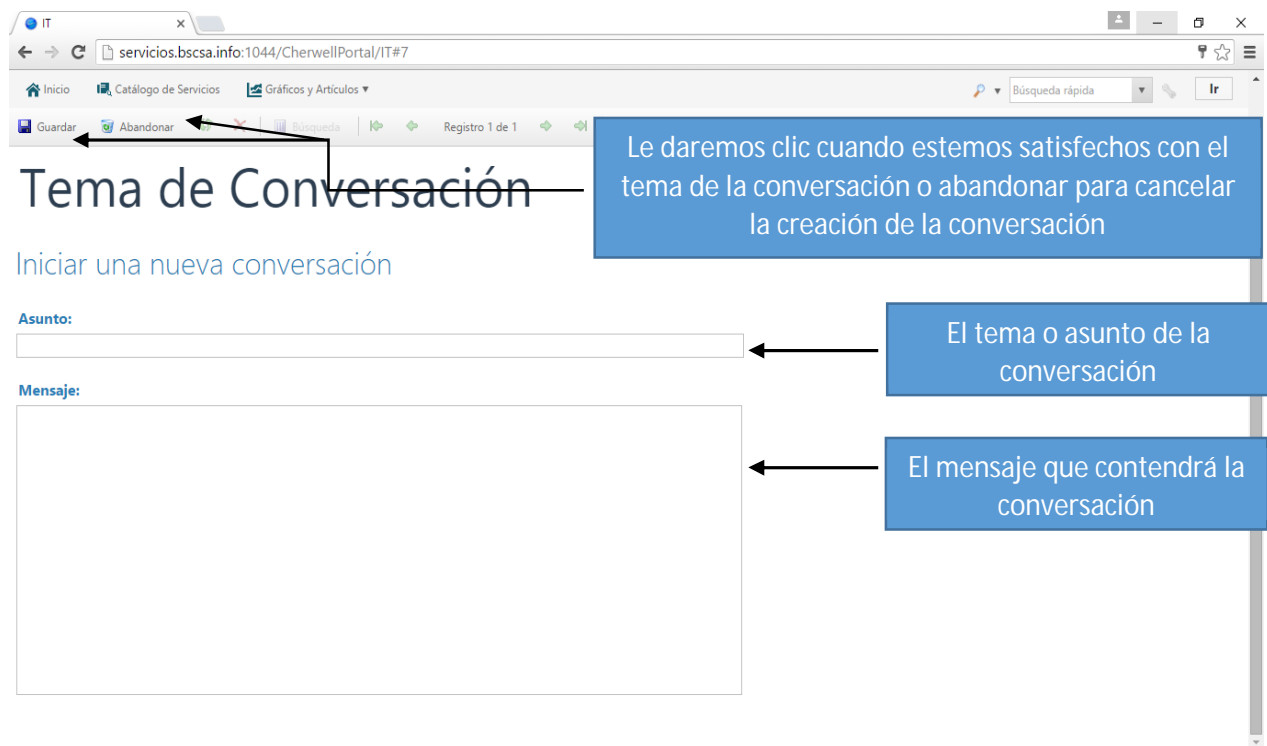 IT
servicios.bscsa.info:1044/CherwellPortal/IT#7
Inicio Catálogo de Servicios Gráficos y Artículos Búsqueda rápida Ir
Guardar Abandonar Búsqueda Registro 1 de 1
Le daremos clic cuando estemos satisfechos con el
tema de la conversación o abandonar para cancelar
la creación de la conversación
Tema de Conversación
Iniciar una nueva conversación
Asunto:
El tema o asunto de la
conversación
Mensaje:
El mensaje que contendrá la
conversación